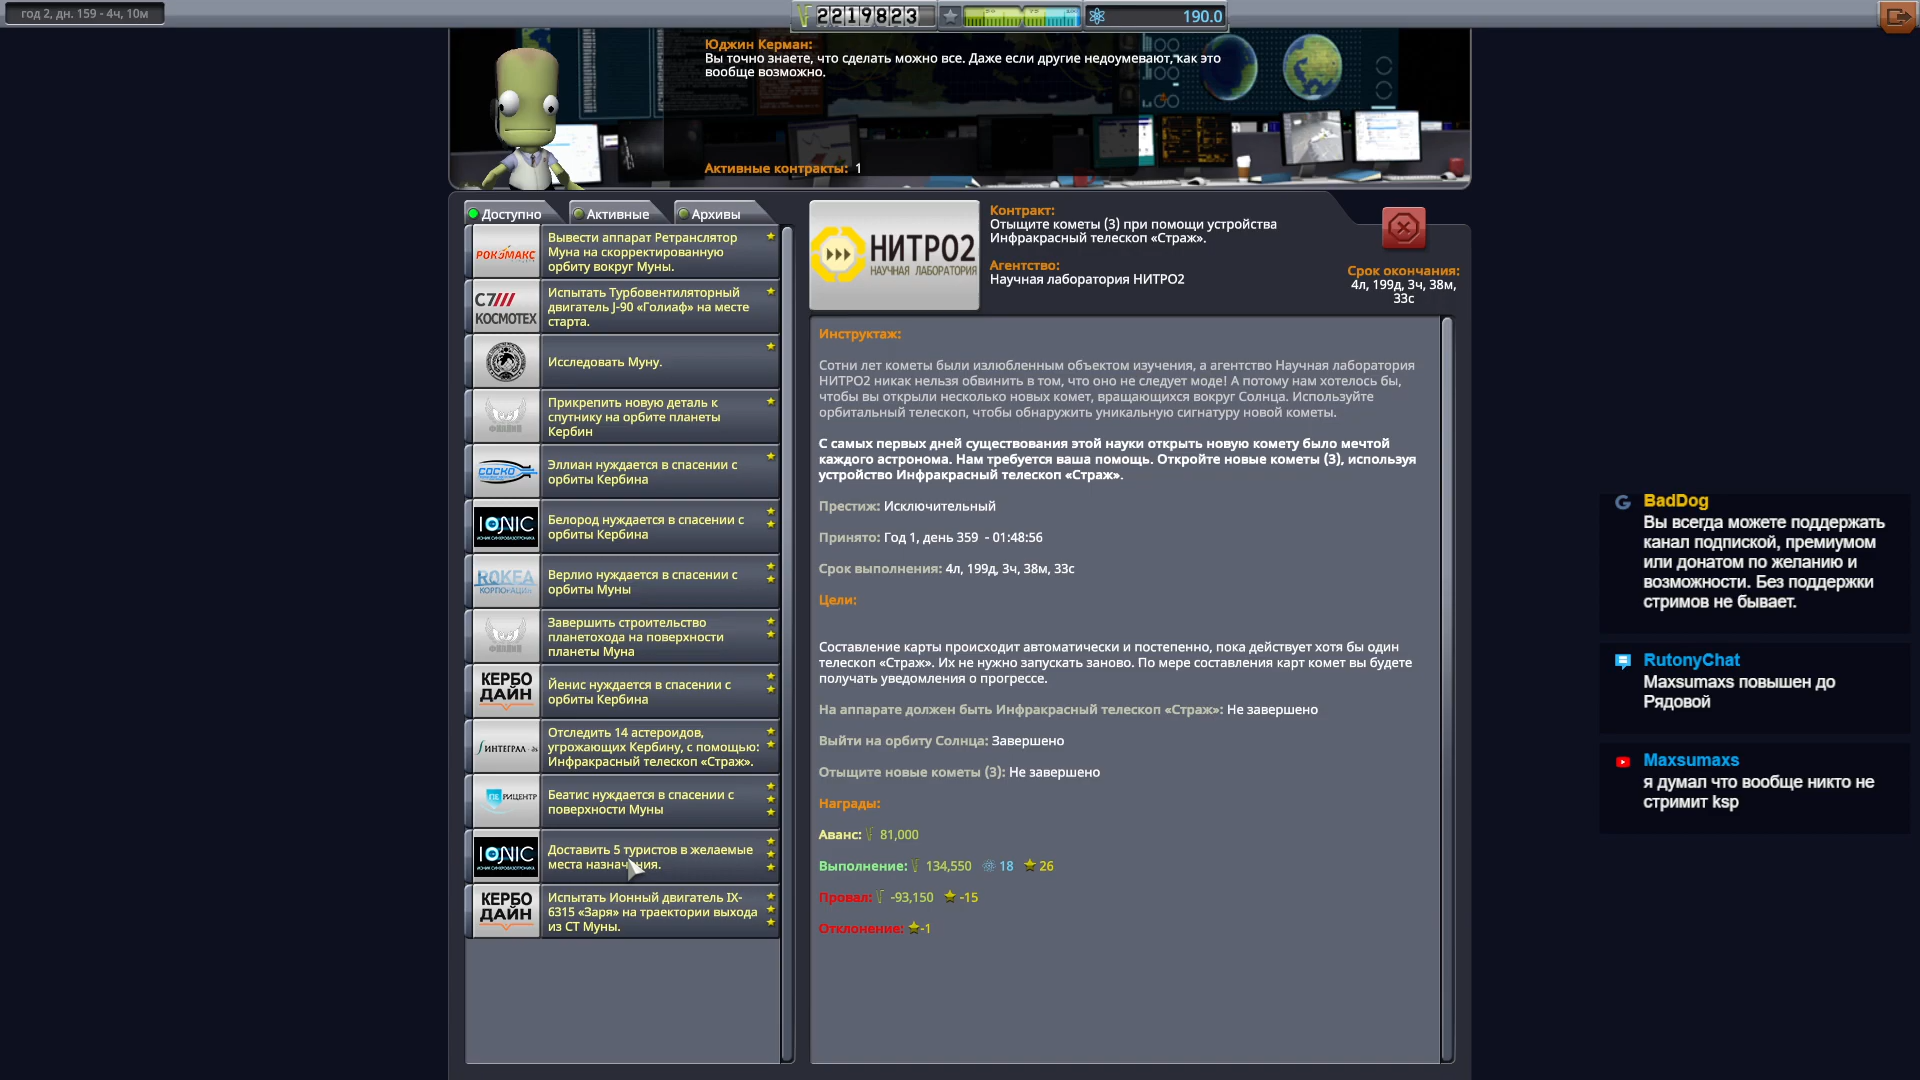 год 2, дн. 159 - 4ч, 10м
2219823
190.0
Юджин Керман:
Вы точно знаете, что сделать можно все. Даже если другие недоумевают, как это
вообще возможно.
Активные контракты: 1
Доступно
Активные
Архивы
РОКОМАКС
Вывести аппарат Ретранслятор
Муна на скорректированную
орбиту вокруг Муны.
С7///
КОСМОТЕХ
Испытать Турбовентиляторный
двигатель J-90 «Голиаф» на месте
старта.
Исследовать Муну.
Прикрепить новую деталь к
спутнику на орбите планеты
Кербин
Эллиан нуждается в спасении с
орбиты Кербина
IONIC
Белород нуждается в спасении с
орбиты Кербина
ROKEA
КОРПОРАЦИЯ
Верлио нуждается в спасении с
орбиты Муны
Завершить строительство
планетохода на поверхности
планеты Муна
КЕРБО
ДАЙН
Йенис нуждается в спасении с
орбиты Кербина
ИНТЕГРАЛ
Отследить 14 астероидов,
угрожающих Кербину, с помощью:
Инфракрасный телескоп «Страж».
ПЕРИЦЕНТР
Беатис нуждается в спасении с
поверхности Муны
IONIC
Доставить 5 туристов в желаемые
места назначения.
КЕРБО
ДАЙН
Испытать Ионный двигатель IX-
6315 «Заря» на траектории выхода
из СТ Муны.
НИТРО2
НАУЧНАЯ ЛАБОРАТОРИЯ
Контракт:
Отыщите кометы (3) при помощи устройства
Инфракрасный телескоп «Страж».
Агентство:
Научная лаборатория НИТРО2
Срок окончания:
4л, 199д, 3ч, 38м,
33с
Инструктаж:
Сотни лет кометы были излюбленным объектом изучения, а агентство Научная лаборатория
НИТРО2 никак нельзя обвинить в том, что оно не следует моде! А потому нам хотелось бы,
чтобы вы открыли несколько новых комет, вращающихся вокруг Солнца. Используйте
орбитальный телескоп, чтобы обнаружить уникальную сигнатуру новой кометы.
С самых первых дней существования этой науки открыть новую комету было мечтой
каждого астронома. Нам требуется ваша помощь. Откройте новые кометы (3), используя
устройство Инфракрасный телескоп «Страж».
Престиж: Исключительный
Принято: Год 1, день 359 - 01:48:56
Срок выполнения: 4л, 199д, 3ч, 38м, 33с
Цели:
Составление карты происходит автоматически и постепенно, пока действует хотя бы один
телескоп «Страж». Их не нужно запускать заново. По мере составления карт комет вы будете
получать уведомления о прогрессе.
На аппарате должен быть Инфракрасный телескоп «Страж»: Не завершено
Выйти на орбиту Солнца: Завершено
Отыщите новые кометы (3): Не завершено
Награды:
Аванс: 81,000
Выполнение: 134,550 18 26
Провал: -93,150 -15
Отклонение: -1
BadDog
Вы всегда можете поддержать
канал подпиской, премиумом
или донатом по желанию и
возможности. Без поддержки
стримов не бывает.
RutonyChat
Maxsumaxs повышен до
Рядовой
Maxsumaxs
я думал что вообще никто не
стримит ksp